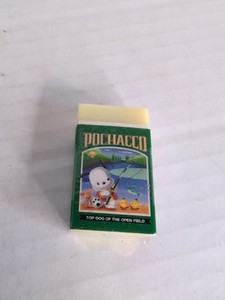 POCHACCO
TOP DOG OF THE OPEN FIELD